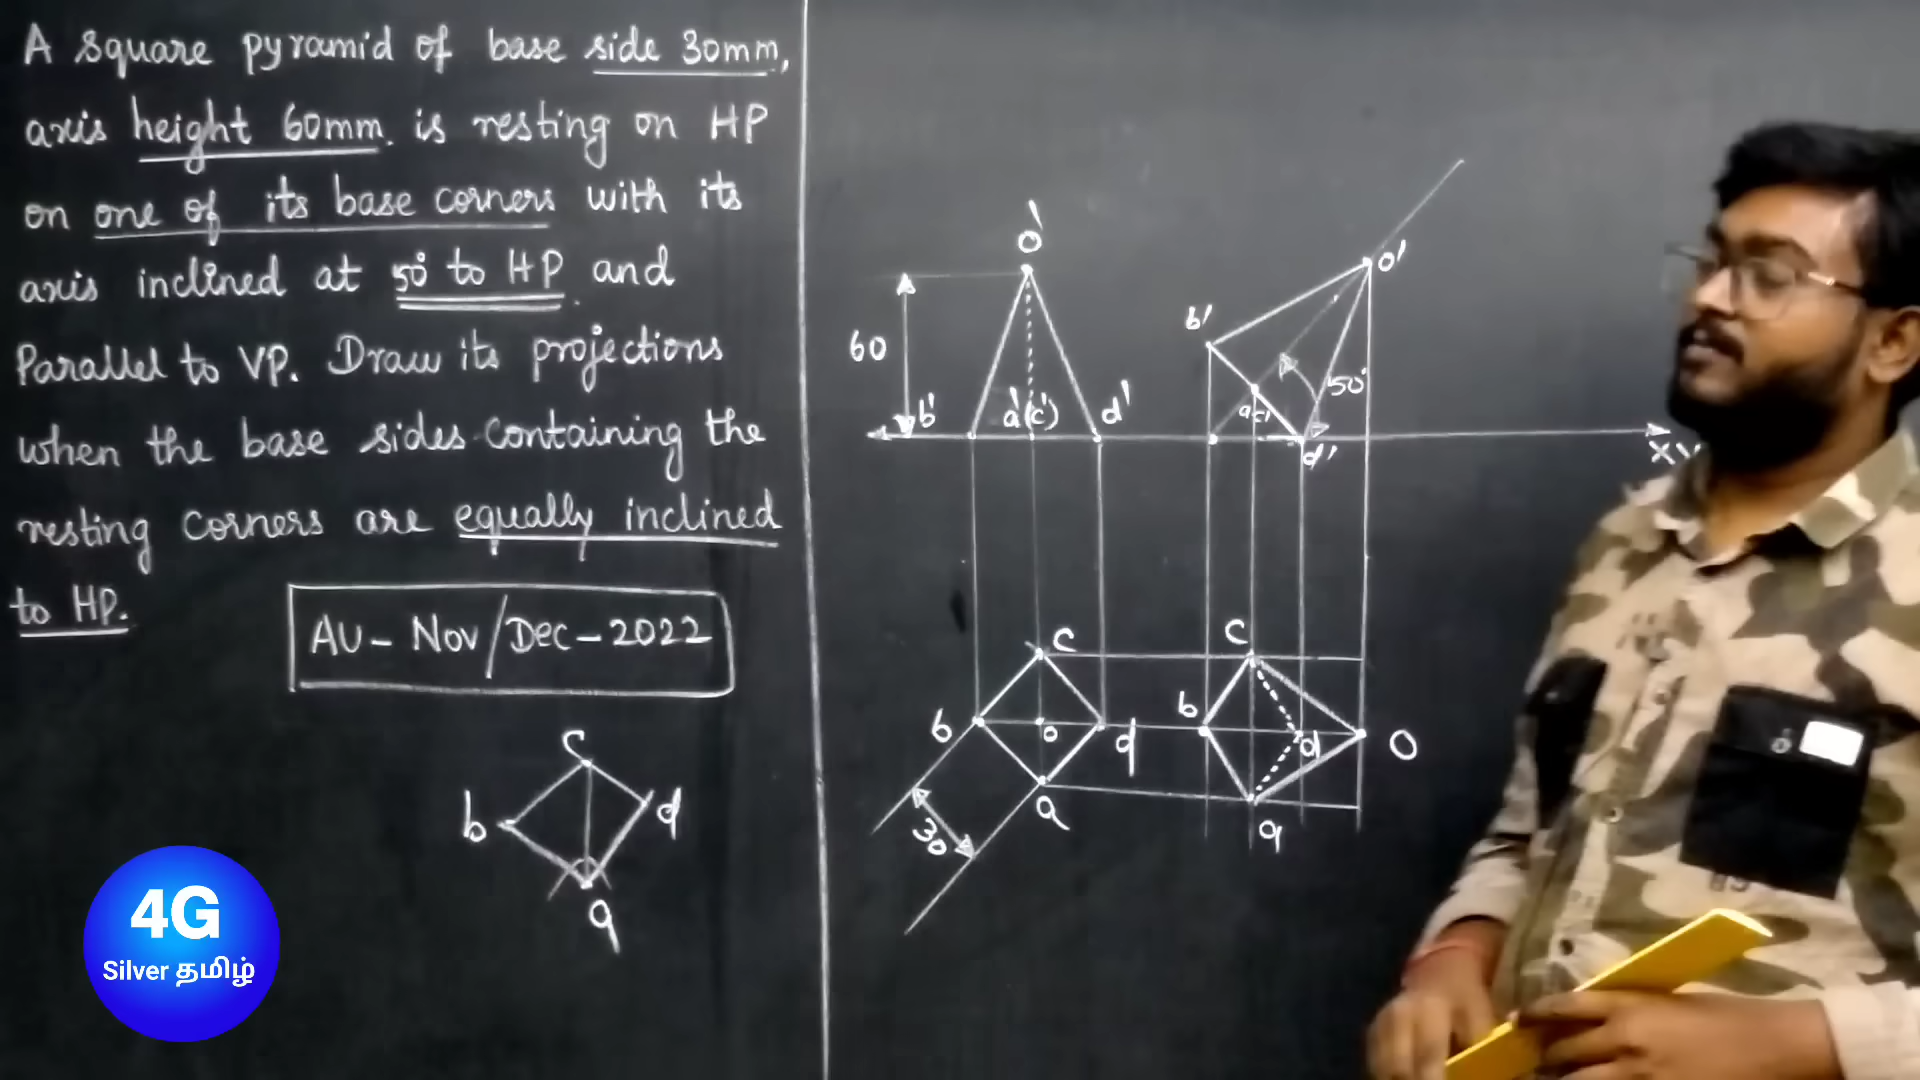 A square pyramid of base side 30mm,
axis height 60mm. is resting on HP
on one of its base corners with its
axis inclined at 50° to HP. and
Parallel to VP. Draw its projections
when the base sides containing the
resting corners are equally inclined
to HP.
AU- Nov/Dec-2022
c
b
d
a
4G
Silver தமிழ்
o'
60
b'
a'(c')
d'
o'
b'
50°
a'c'
d'
XY
c
b
o
d
a
30
c
b
d
o
a